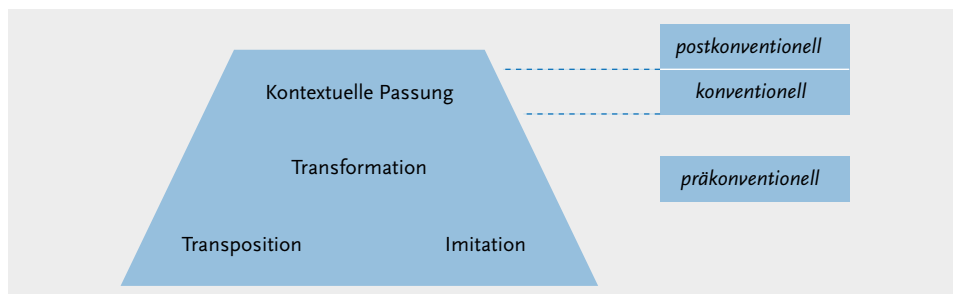 postkonventionell
Kontextuelle Passung
konventionell
Transformation
präkonventionell
Transposition
Imitation